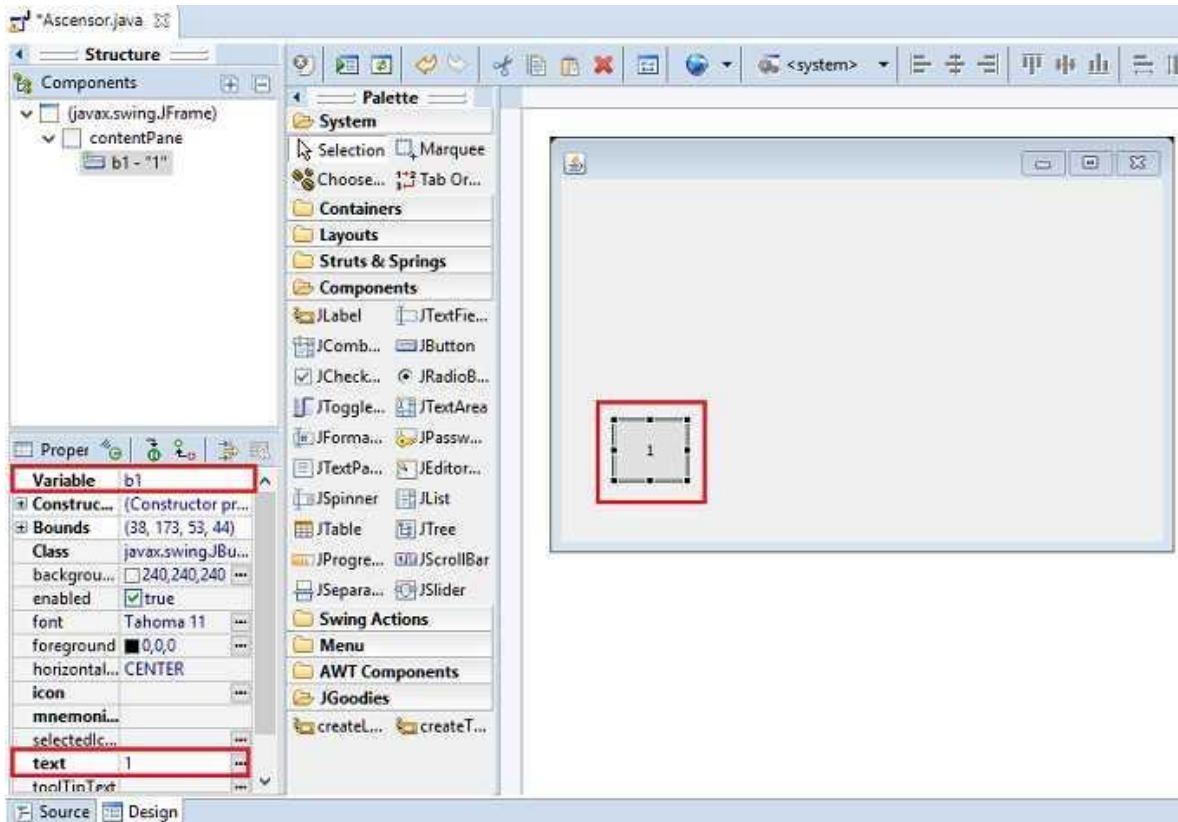 *Ascensor.java
Structure
Components
(javax.swing.JFrame)
contentPane
b1 - "1"
Proper
Variable b1
Construc... (Constructor pr...
Bounds (38, 173, 53, 44)
Class javax.swing.JBu...
backgrou... 240,240,240 ...
enabled true
font Tahoma 11 ...
foreground 0,0,0 ...
horizontal... CENTER
icon ...
mnemoni...
selectedIc... ...
text 1 ...
toolTipText ...
Source Design
Palette
System
Selection Marquee
Choose... Tab Or...
Containers
Layouts
Struts & Springs
Components
JLabel JTextFie...
JComb... JButton
JCheck... JRadioB...
JToggle... JTextArea
JForma... JPassw...
JTextPa... JEditor...
JSpinner JList
JTable JTree
JProgre... JScrollBar
JSepara... JSlider
Swing Actions
Menu
AWT Components
JGoodies
createL... createT...
<system>
1